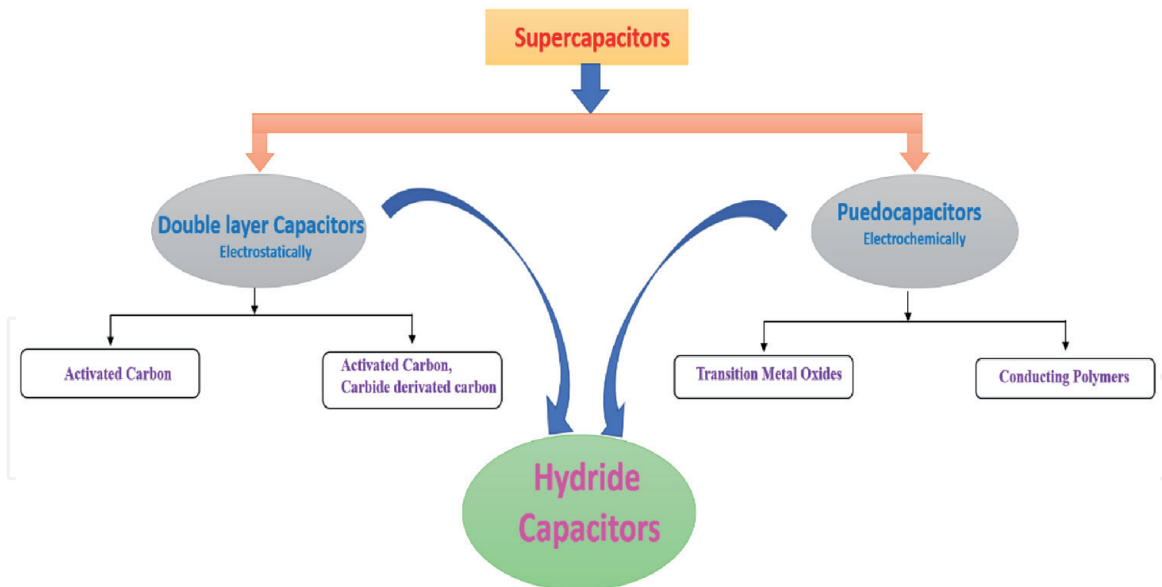 Supercapacitors
Double layer Capacitors
Electrostatically
Puedocapacitors
Electrochemically
Activated Carbon
Activated Carbon,
Carbide derivated carbon
Transition Metal Oxides
Conducting Polymers
Hydride
Capacitors